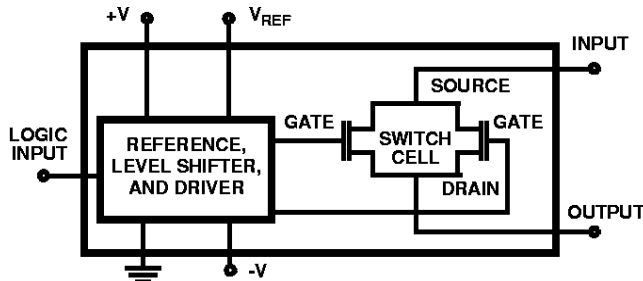 +V
VREF
INPUT
SOURCE
GATE
GATE
LOGIC
INPUT
REFERENCE,
LEVEL SHIFTER,
AND DRIVER
SWITCH
CELL
DRAIN
OUTPUT
-V